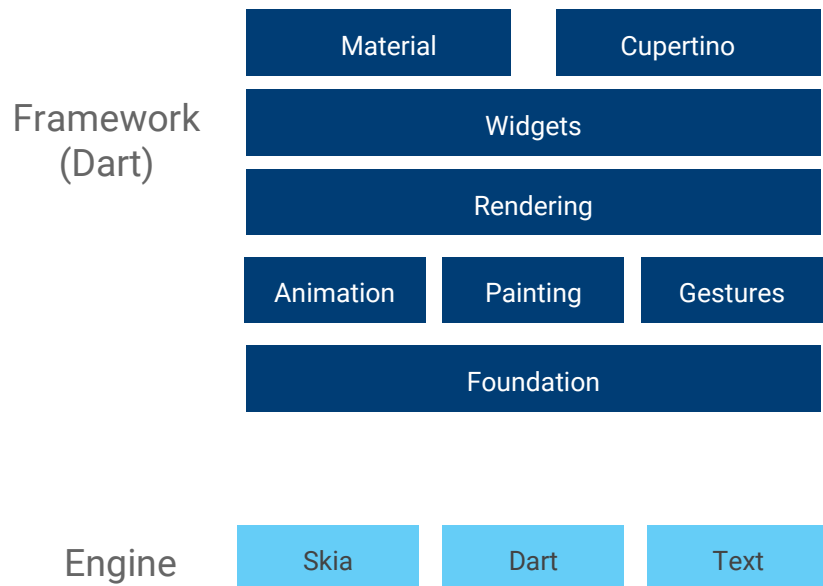 Material
Cupertino
Framework
(Dart)
Widgets
Rendering
Animation
Painting
Gestures
Foundation
Engine
Skia
Dart
Text